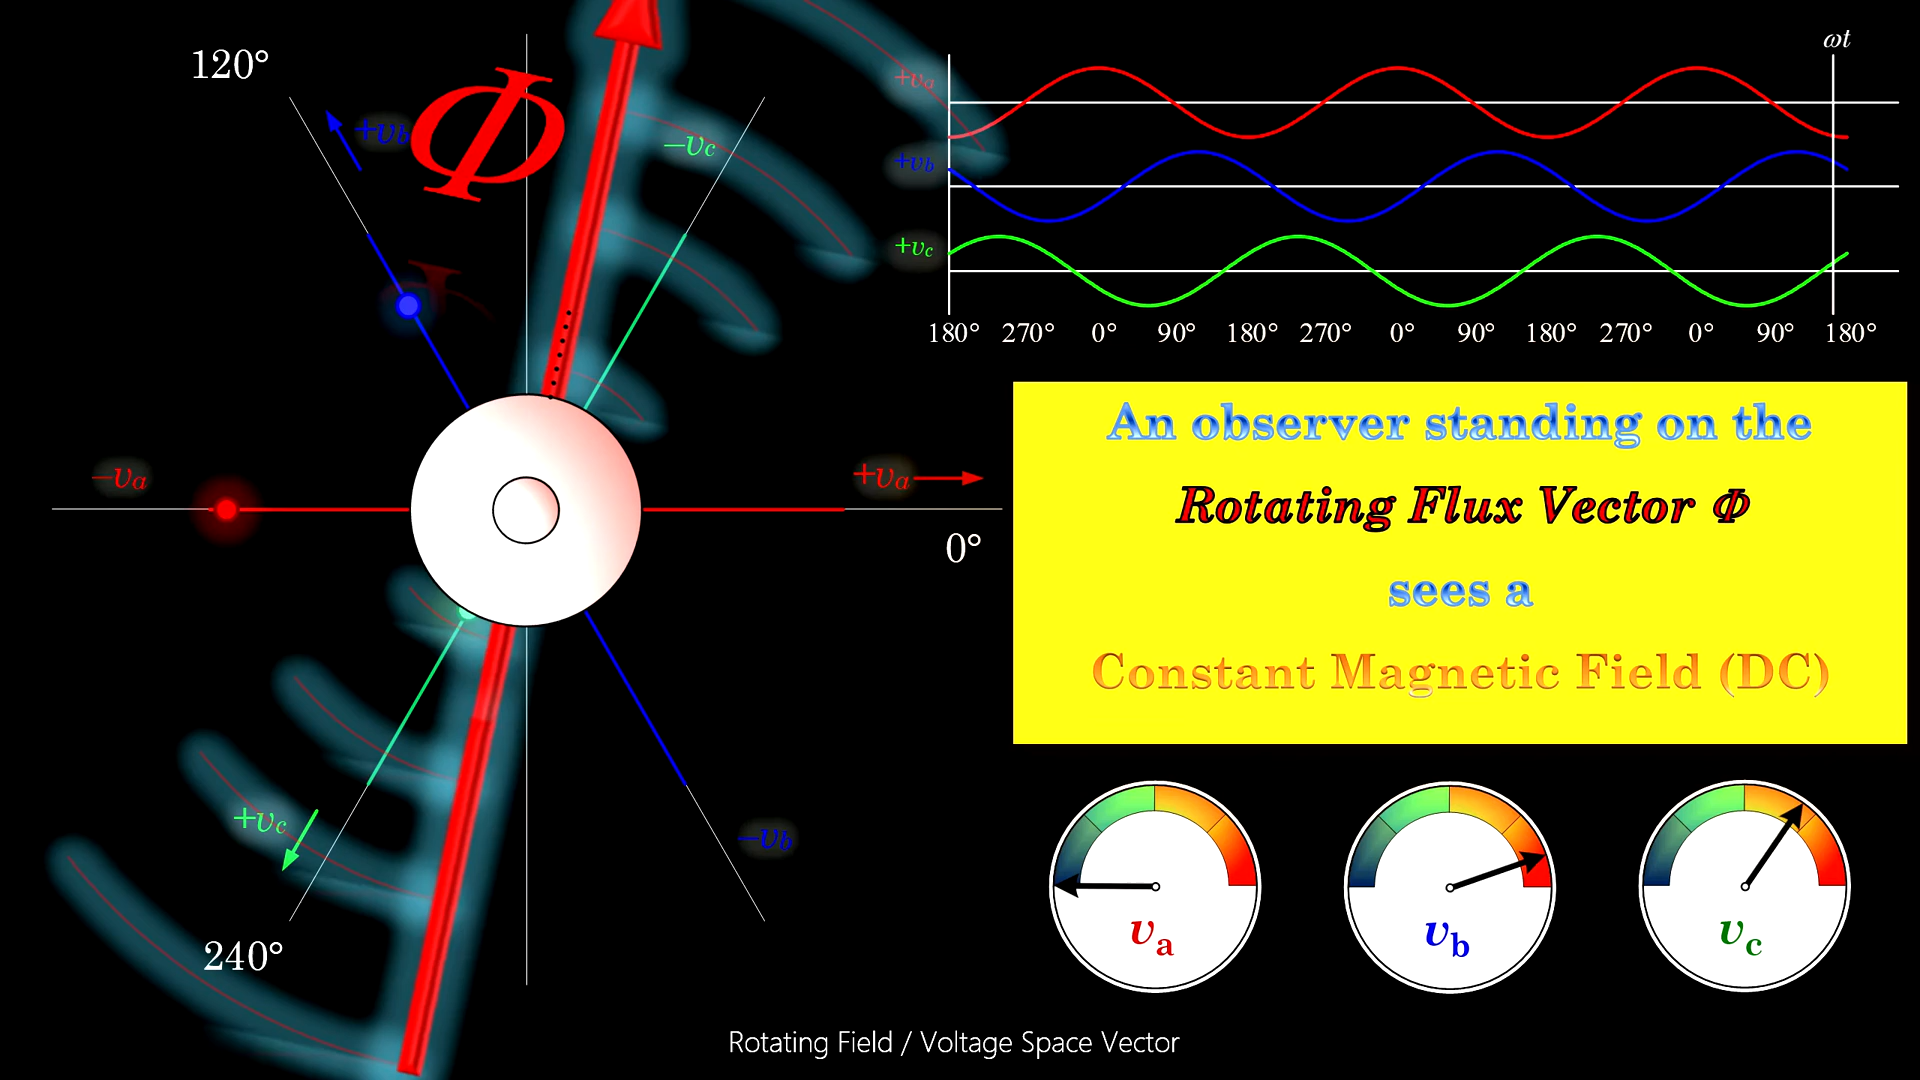 120°
+υb
Φ
−υc
−υa
+υa
0°
+υc
240°
−υb
ωt
+υa
+υb
+υc
180° 270° 0° 90° 180° 270° 0° 90° 180° 270° 0° 90° 180°
An observer standing on the
Rotating Flux Vector Φ
sees a
Constant Magnetic Field (DC)
υa
υb
υc
Rotating Field / Voltage Space Vector